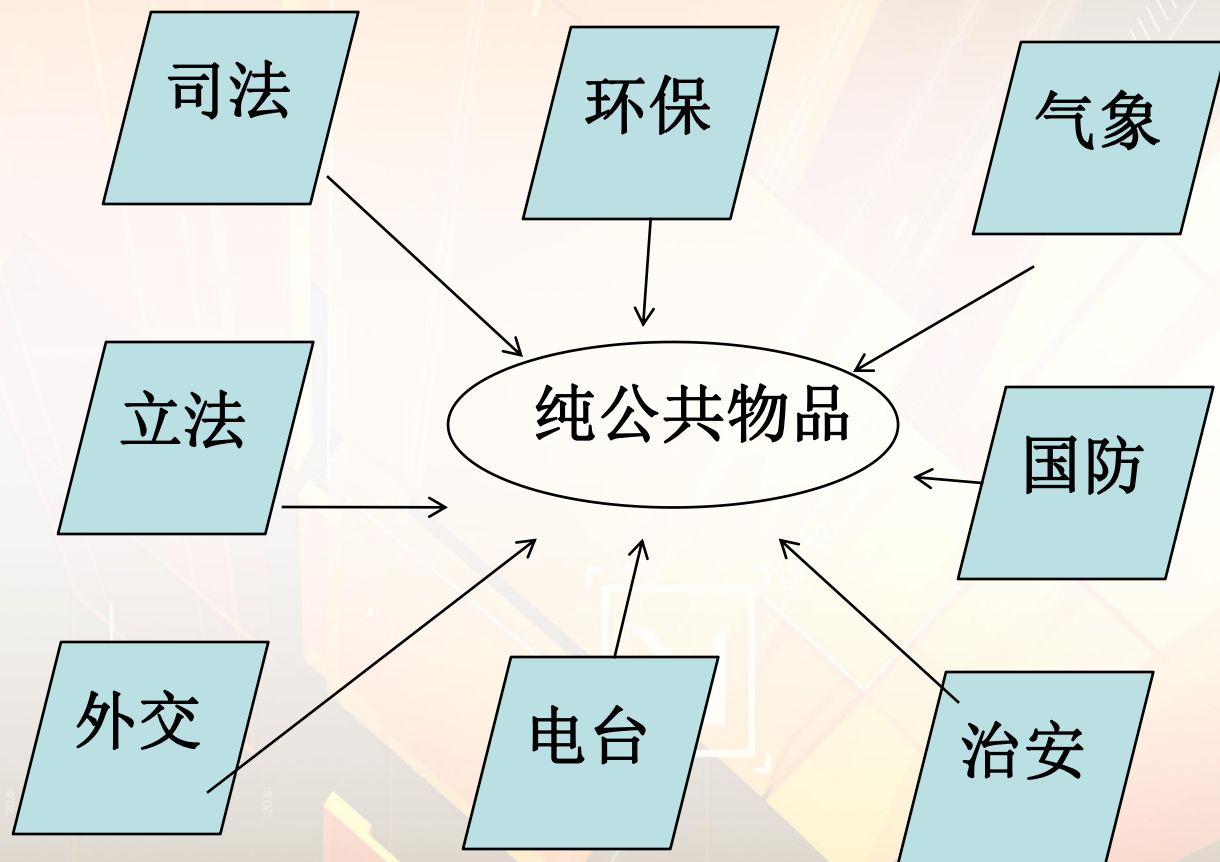 司法
环保
气象
立法
纯公共物品
国防
外交
电台
治安